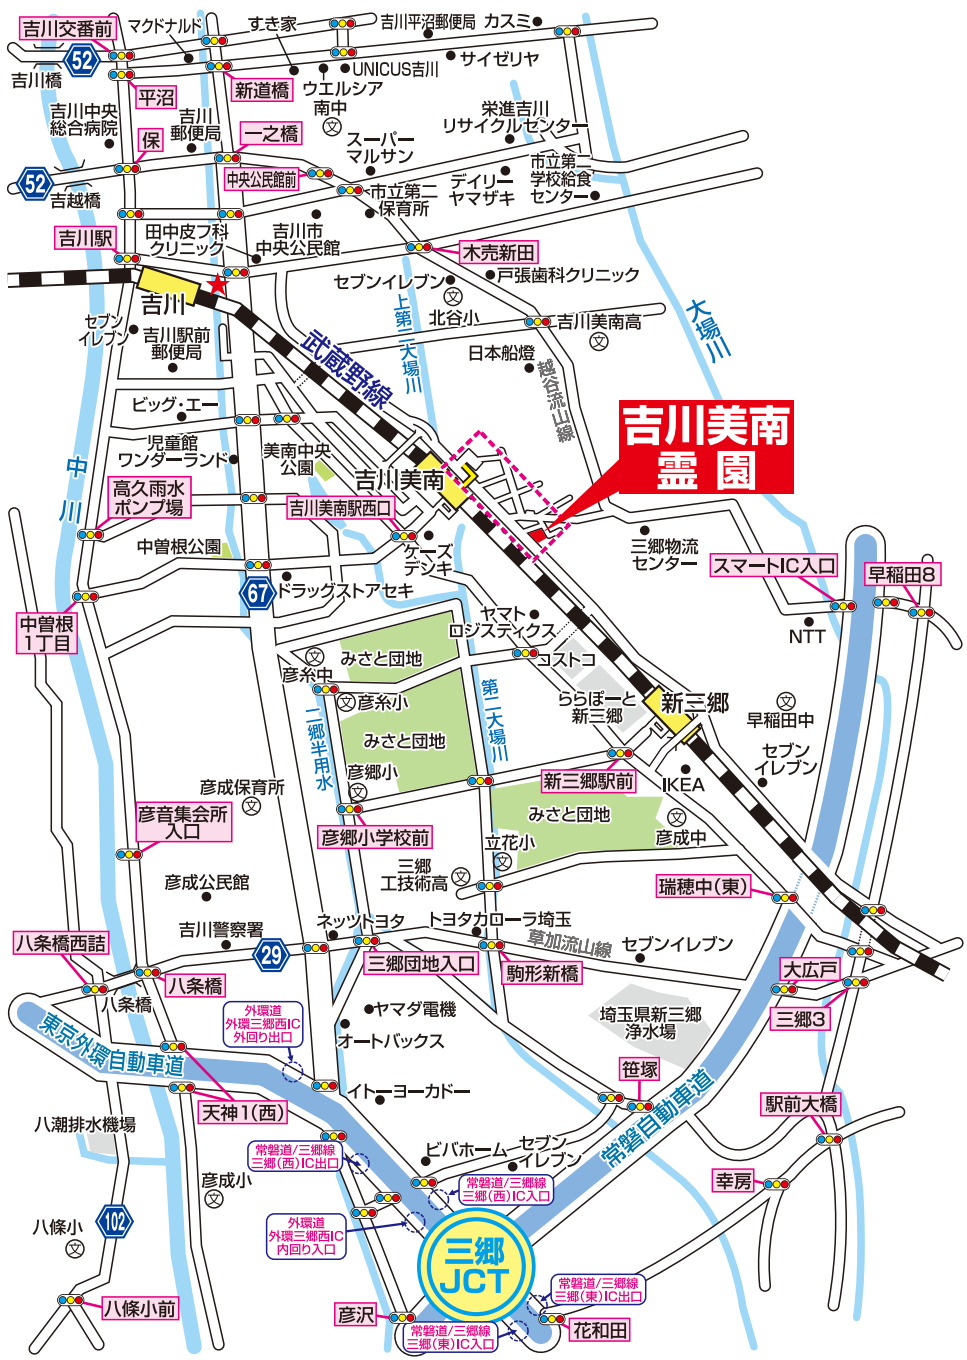 吉川交番前
マクドナルド
すき家
吉川平沼郵便局
カスミ
52
吉川橋
UNICUS吉川
サイゼリヤ
平沼
新道橋
ウエルシア
南中
文
吉川中央
総合病院
吉川
郵便局
栄進吉川
リサイクルセンター
保
一之橋
スーパー
マルサン
52
吉越橋
中央公民館前
市立第二
保育所
デイリー
ヤマザキ
市立第二
学校給食
センター
吉川駅
田中皮フ科
クリニック
吉川市
中央公民館
木売新田
セブンイレブン
戸張歯科クリニック
文
北谷小
吉川
セブン
イレブン
吉川駅前
郵便局
武蔵野線
上第二大場川
吉川美南高
文
大場川
日本船燈
越谷流山線
ビッグ・エー
吉川美南
霊園
児童館
ワンダーランド
美南中央
公園
吉川美南
中川
高久雨水
ポンプ場
吉川美南駅西口
中曽根公園
ケーズ
デンキ
三郷物流
センター
スマートIC入口
早稲田8
67
ドラッグストアセキ
中曽根
1丁目
ヤマト
ロジスティクス
NTT
文
彦糸中
みさと団地
コストコ
文
彦糸小
第二大場川
ららぽーと
新三郷
新三郷
文
早稲田中
二郷半用水
みさと団地
セブン
イレブン
彦郷小
文
新三郷駅前
IKEA
彦成保育所
文
彦音集会所
入口
彦郷小学校前
みさと団地
文
彦成中
立花小
文
三郷
工技術高
文
彦成公民館
瑞穂中(東)
吉川警察署
ネッツトヨタ
トヨタカローラ埼玉
八条橋西詰
29
草加流山線
セブンイレブン
三郷団地入口
駒形新橋
大広戸
八条橋
八条橋
外環道
外環三郷西IC
外回り出口
ヤマダ電機
埼玉県新三郷
浄水場
三郷3
東京外環自動車道
オートバックス
笹塚
天神1(西)
イトーヨーカドー
常磐自動車道
駅前大橋
八潮排水機場
常磐道/三郷線
三郷(西)IC出口
ビバホーム
セブン
イレブン
彦成小
文
常磐道/三郷線
三郷(西)IC入口
幸房
102
八條小
文
外環道
外環三郷西IC
内回り入口
三郷
JCT
常磐道/三郷線
三郷(東)IC出口
八條小前
彦沢
常磐道/三郷線
三郷(東)IC入口
花和田